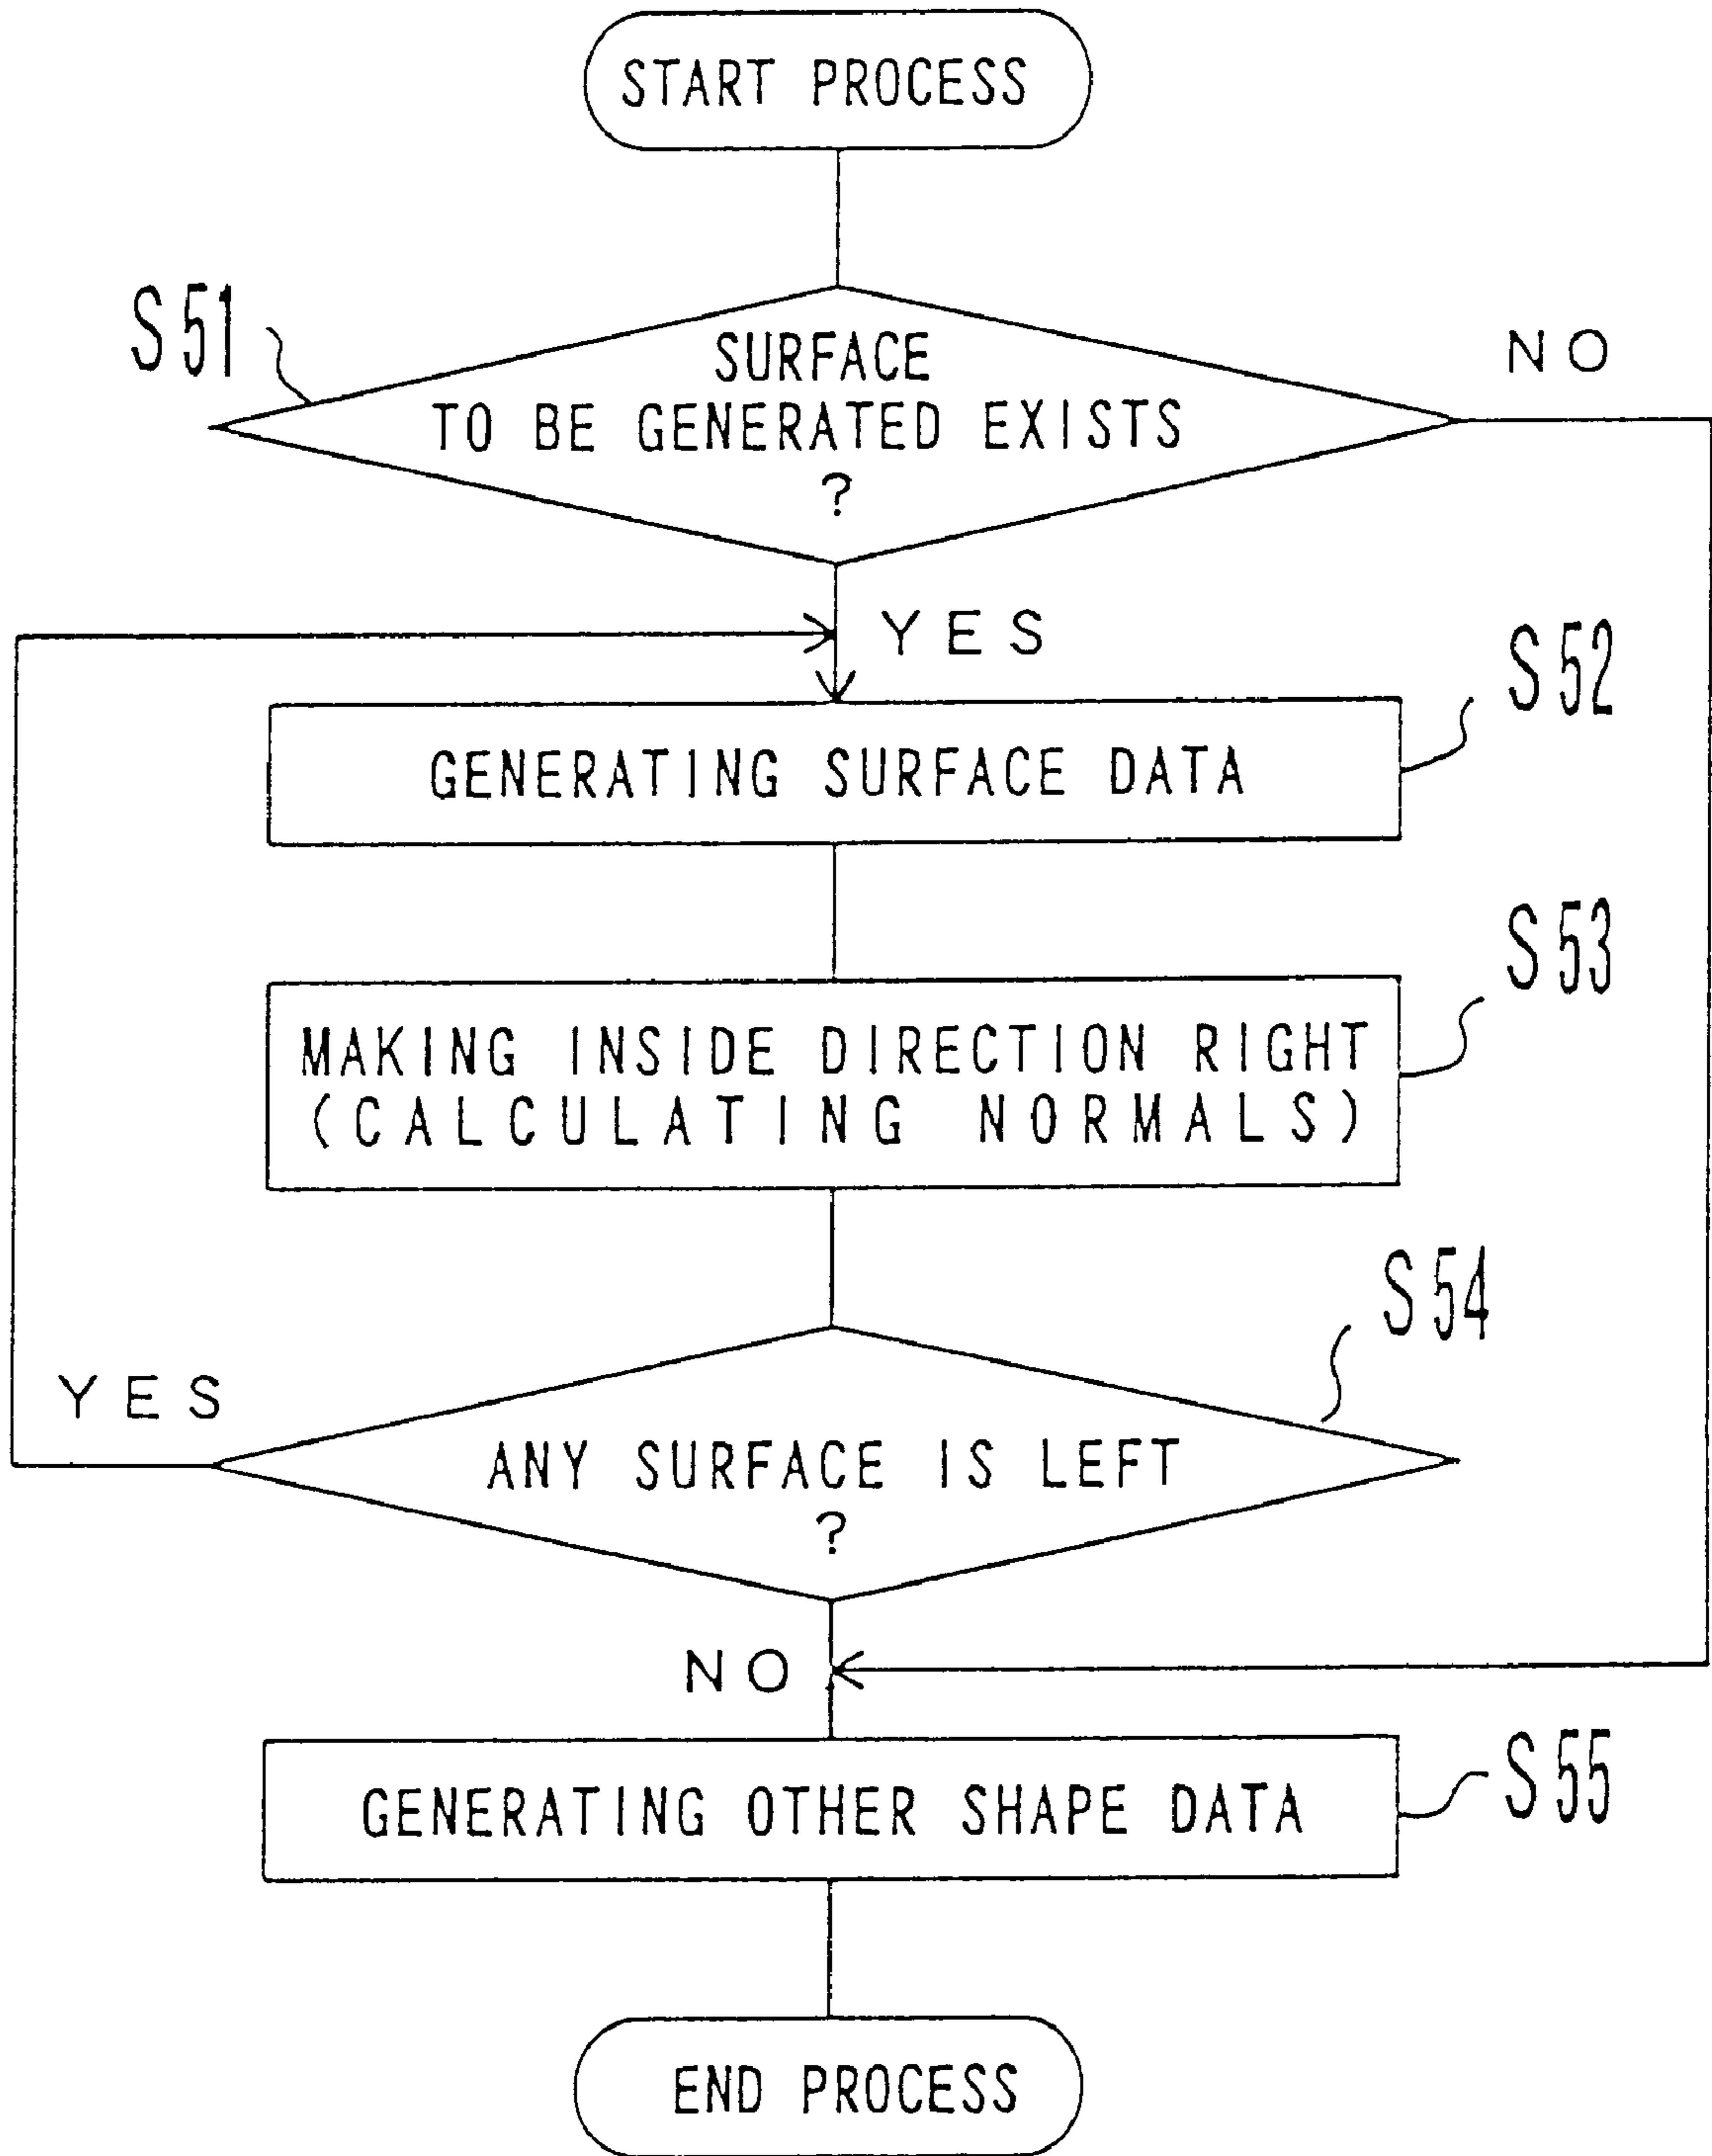 START PROCESS
S51
SURFACE
TO BE GENERATED EXISTS
?
NO
YES
S52
GENERATING SURFACE DATA
S53
MAKING INSIDE DIRECTION RIGHT
(CALCULATING NORMALS)
S54
YES
ANY SURFACE IS LEFT
?
NO
GENERATING OTHER SHAPE DATA
S55
END PROCESS